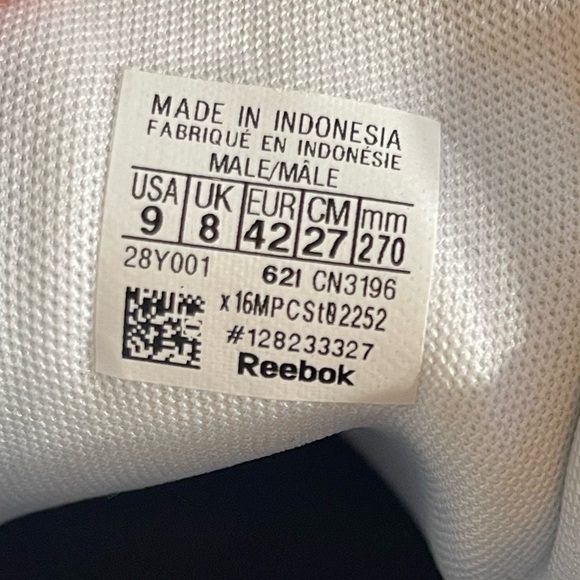 MADE IN INDONESIA
FABRIQUÉ EN INDONÉSIE
MALE/MÂLE
USA UK EUR CM mm
9 8 42 27 270
28Y001 62I CN3196
x16MPCSt02252
#128233327
Reebok